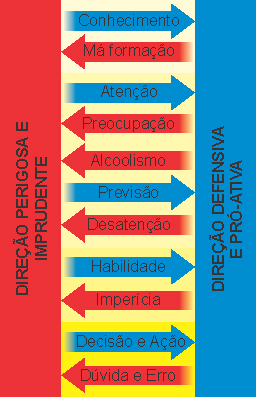 Conhecimento
Má formação
Atenção
Preocupação
Alcoolismo
Previsão
Desatenção
Habilidade
Imperícia
Decisão e Ação
Dúvida e Erro
DIREÇÃO PERIGOSA E
IMPRUDENTE
DIREÇÃO DEFENSIVA
E PRÓ-ATIVA